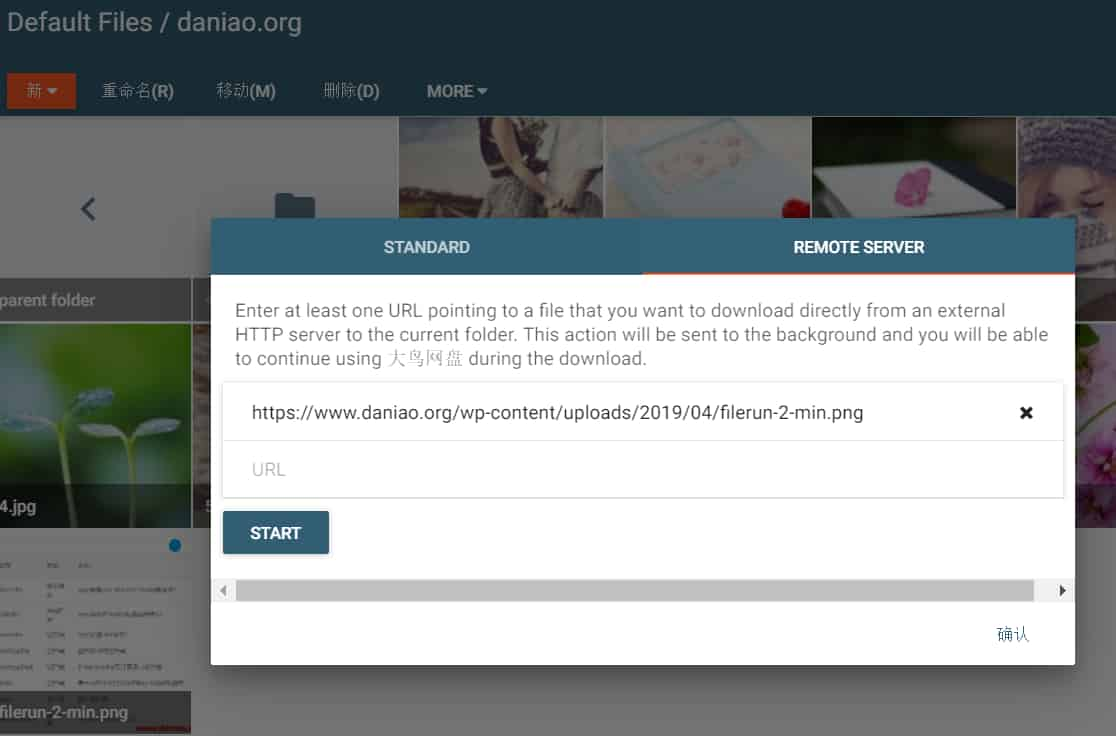 Default Files / daniao.org
新
重命名(R)
移动(M)
删除(D)
MORE
STANDARD
REMOTE SERVER
Enter at least one URL pointing to a file that you want to download directly from an external
HTTP server to the current folder. This action will be sent to the background and you will be able
to continue using 大鸟网盘 during the download.
https://www.daniao.org/wp-content/uploads/2019/04/filerun-2-min.png
URL
START
确认
parent folder
4.jpg
filerun-2-min.png